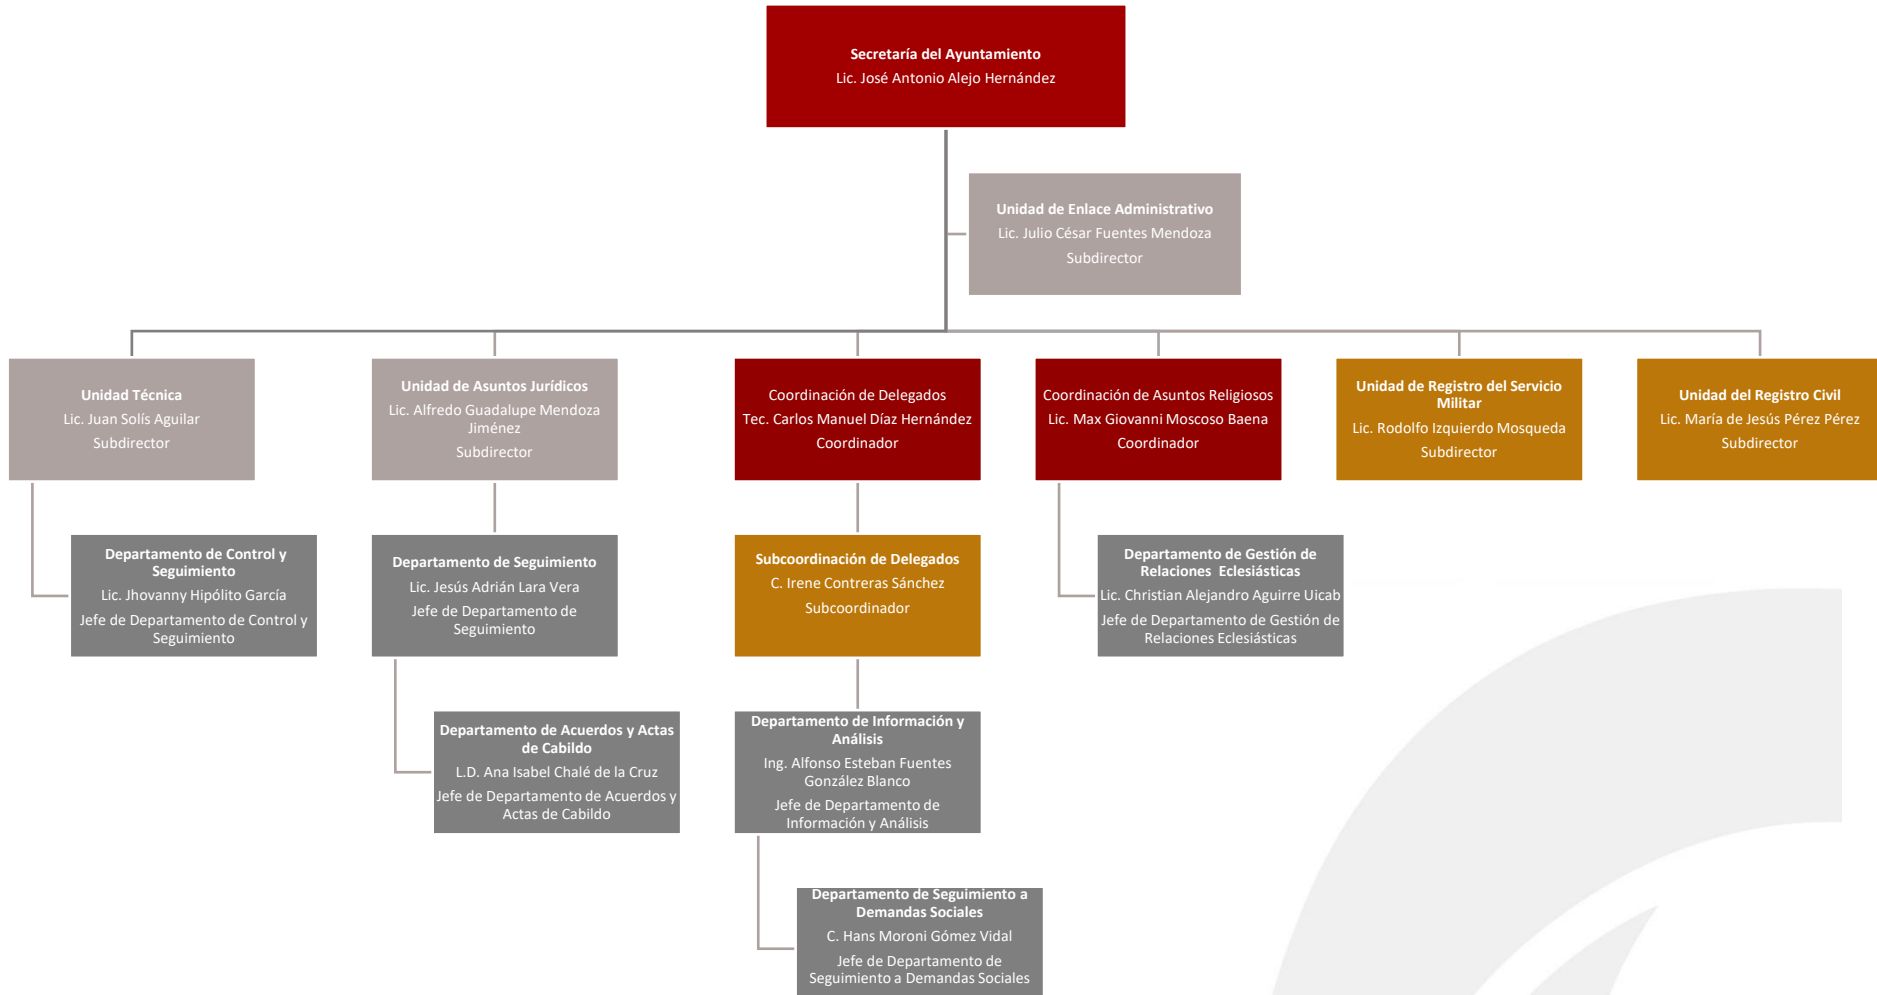 Secretaría del Ayuntamiento
Lic. José Antonio Alejo Hernández
Unidad de Enlace Administrativo
Lic. Julio César Fuentes Mendoza
Subdirector
Unidad Técnica
Lic. Juan Solís Aguilar
Subdirector
Unidad de Asuntos Jurídicos
Lic. Alfredo Guadalupe Mendoza
Jiménez
Subdirector
Coordinación de Delegados
Tec. Carlos Manuel Díaz Hernández
Coordinador
Coordinación de Asuntos Religiosos
Lic. Max Giovanni Moscoso Baena
Coordinador
Unidad de Registro del Servicio
Militar
Lic. Rodolfo Izquierdo Mosqueda
Subdirector
Unidad del Registro Civil
Lic. María de Jesús Pérez Pérez
Subdirector
Departamento de Control y
Seguimiento
Lic. Jhovanny Hipólito García
Jefe de Departamento de Control y
Seguimiento
Departamento de Seguimiento
Lic. Jesús Adrián Lara Vera
Jefe de Departamento de
Seguimiento
Subcoordinación de Delegados
C. Irene Contreras Sánchez
Subcoordinador
Departamento de Gestión de
Relaciones Eclesiásticas
Lic. Christian Alejandro Aguirre Uicab
Jefe de Departamento de Gestión de
Relaciones Eclesiásticas
Departamento de Acuerdos y Actas
de Cabildo
L.D. Ana Isabel Chalé de la Cruz
Jefe de Departamento de Acuerdos y
Actas de Cabildo
Departamento de Información y
Análisis
Ing. Alfonso Esteban Fuentes
González Blanco
Jefe de Departamento de
Información y Análisis
Departamento de Seguimiento a
Demandas Sociales
C. Hans Moroni Gómez Vidal
Jefe de Departamento de
Seguimiento a Demandas Sociales